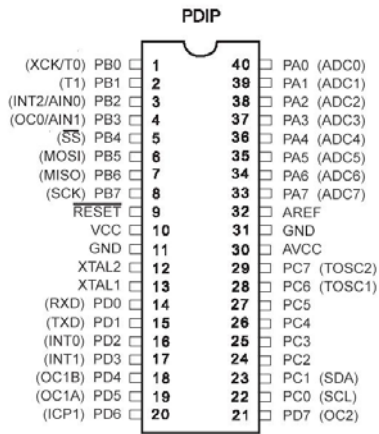 PDIP
(XCK/T0) PB0 1 40 PA0 (ADC0)
(T1) PB1 2 39 PA1 (ADC1)
(INT2/AIN0) PB2 3 38 PA2 (ADC2)
(OC0/AIN1) PB3 4 37 PA3 (ADC3)
(SS) PB4 5 36 PA4 (ADC4)
(MOSI) PB5 6 35 PA5 (ADC5)
(MISO) PB6 7 34 PA6 (ADC6)
(SCK) PB7 8 33 PA7 (ADC7)
RESET 9 32 AREF
VCC 10 31 GND
GND 11 30 AVCC
XTAL2 12 29 PC7 (TOSC2)
XTAL1 13 28 PC6 (TOSC1)
(RXD) PD0 14 27 PC5
(TXD) PD1 15 26 PC4
(INT0) PD2 16 25 PC3
(INT1) PD3 17 24 PC2
(OC1B) PD4 18 23 PC1 (SDA)
(OC1A) PD5 19 22 PC0 (SCL)
(ICP1) PD6 20 21 PD7 (OC2)